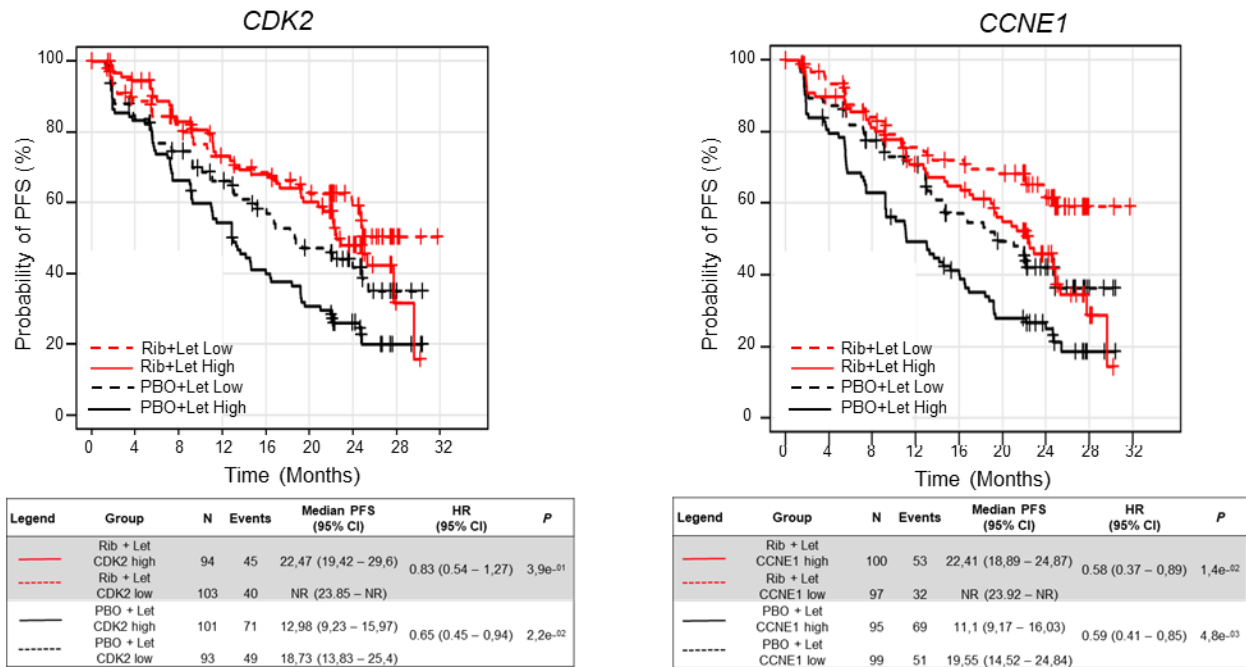 CDK2
100
80
60
40
20
0
Probability of PFS (%)
Rib+Let Low
Rib+Let High
PBO+Let Low
PBO+Let High
0 4 8 12 16 20 24 28 32
Time (Months)
Legend Group N Events Median PFS (95% CI) HR (95% CI) P
Rib + Let
CDK2 high 94 45 22,47 (19,42 – 29,6)
0.83 (0.54 – 1,27) 3,9e-01
Rib + Let
CDK2 low 103 40 NR (23.85 – NR)
PBO + Let
CDK2 high 101 71 12,98 (9,23 – 15,97)
0.65 (0.45 – 0,94) 2,2e-02
PBO + Let
CDK2 low 93 49 18,73 (13,83 – 25,4)
CCNE1
100
80
60
40
20
0
Probability of PFS (%)
Rib+Let Low
Rib+Let High
PBO+Let Low
PBO+Let High
0 4 8 12 16 20 24 28 32
Time (Months)
Legend Group N Events Median PFS (95% CI) HR (95% CI) P
Rib + Let
CCNE1 high 100 53 22,41 (18,89 – 24,87)
0.58 (0.37 – 0,89) 1,4e-02
Rib + Let
CCNE1 low 97 32 NR (23.92 – NR)
PBO + Let
CCNE1 high 95 69 11,1 (9,17 – 16,03)
0.59 (0.41 – 0,85) 4,8e-03
PBO + Let
CCNE1 low 99 51 19,55 (14,52 – 24,84)